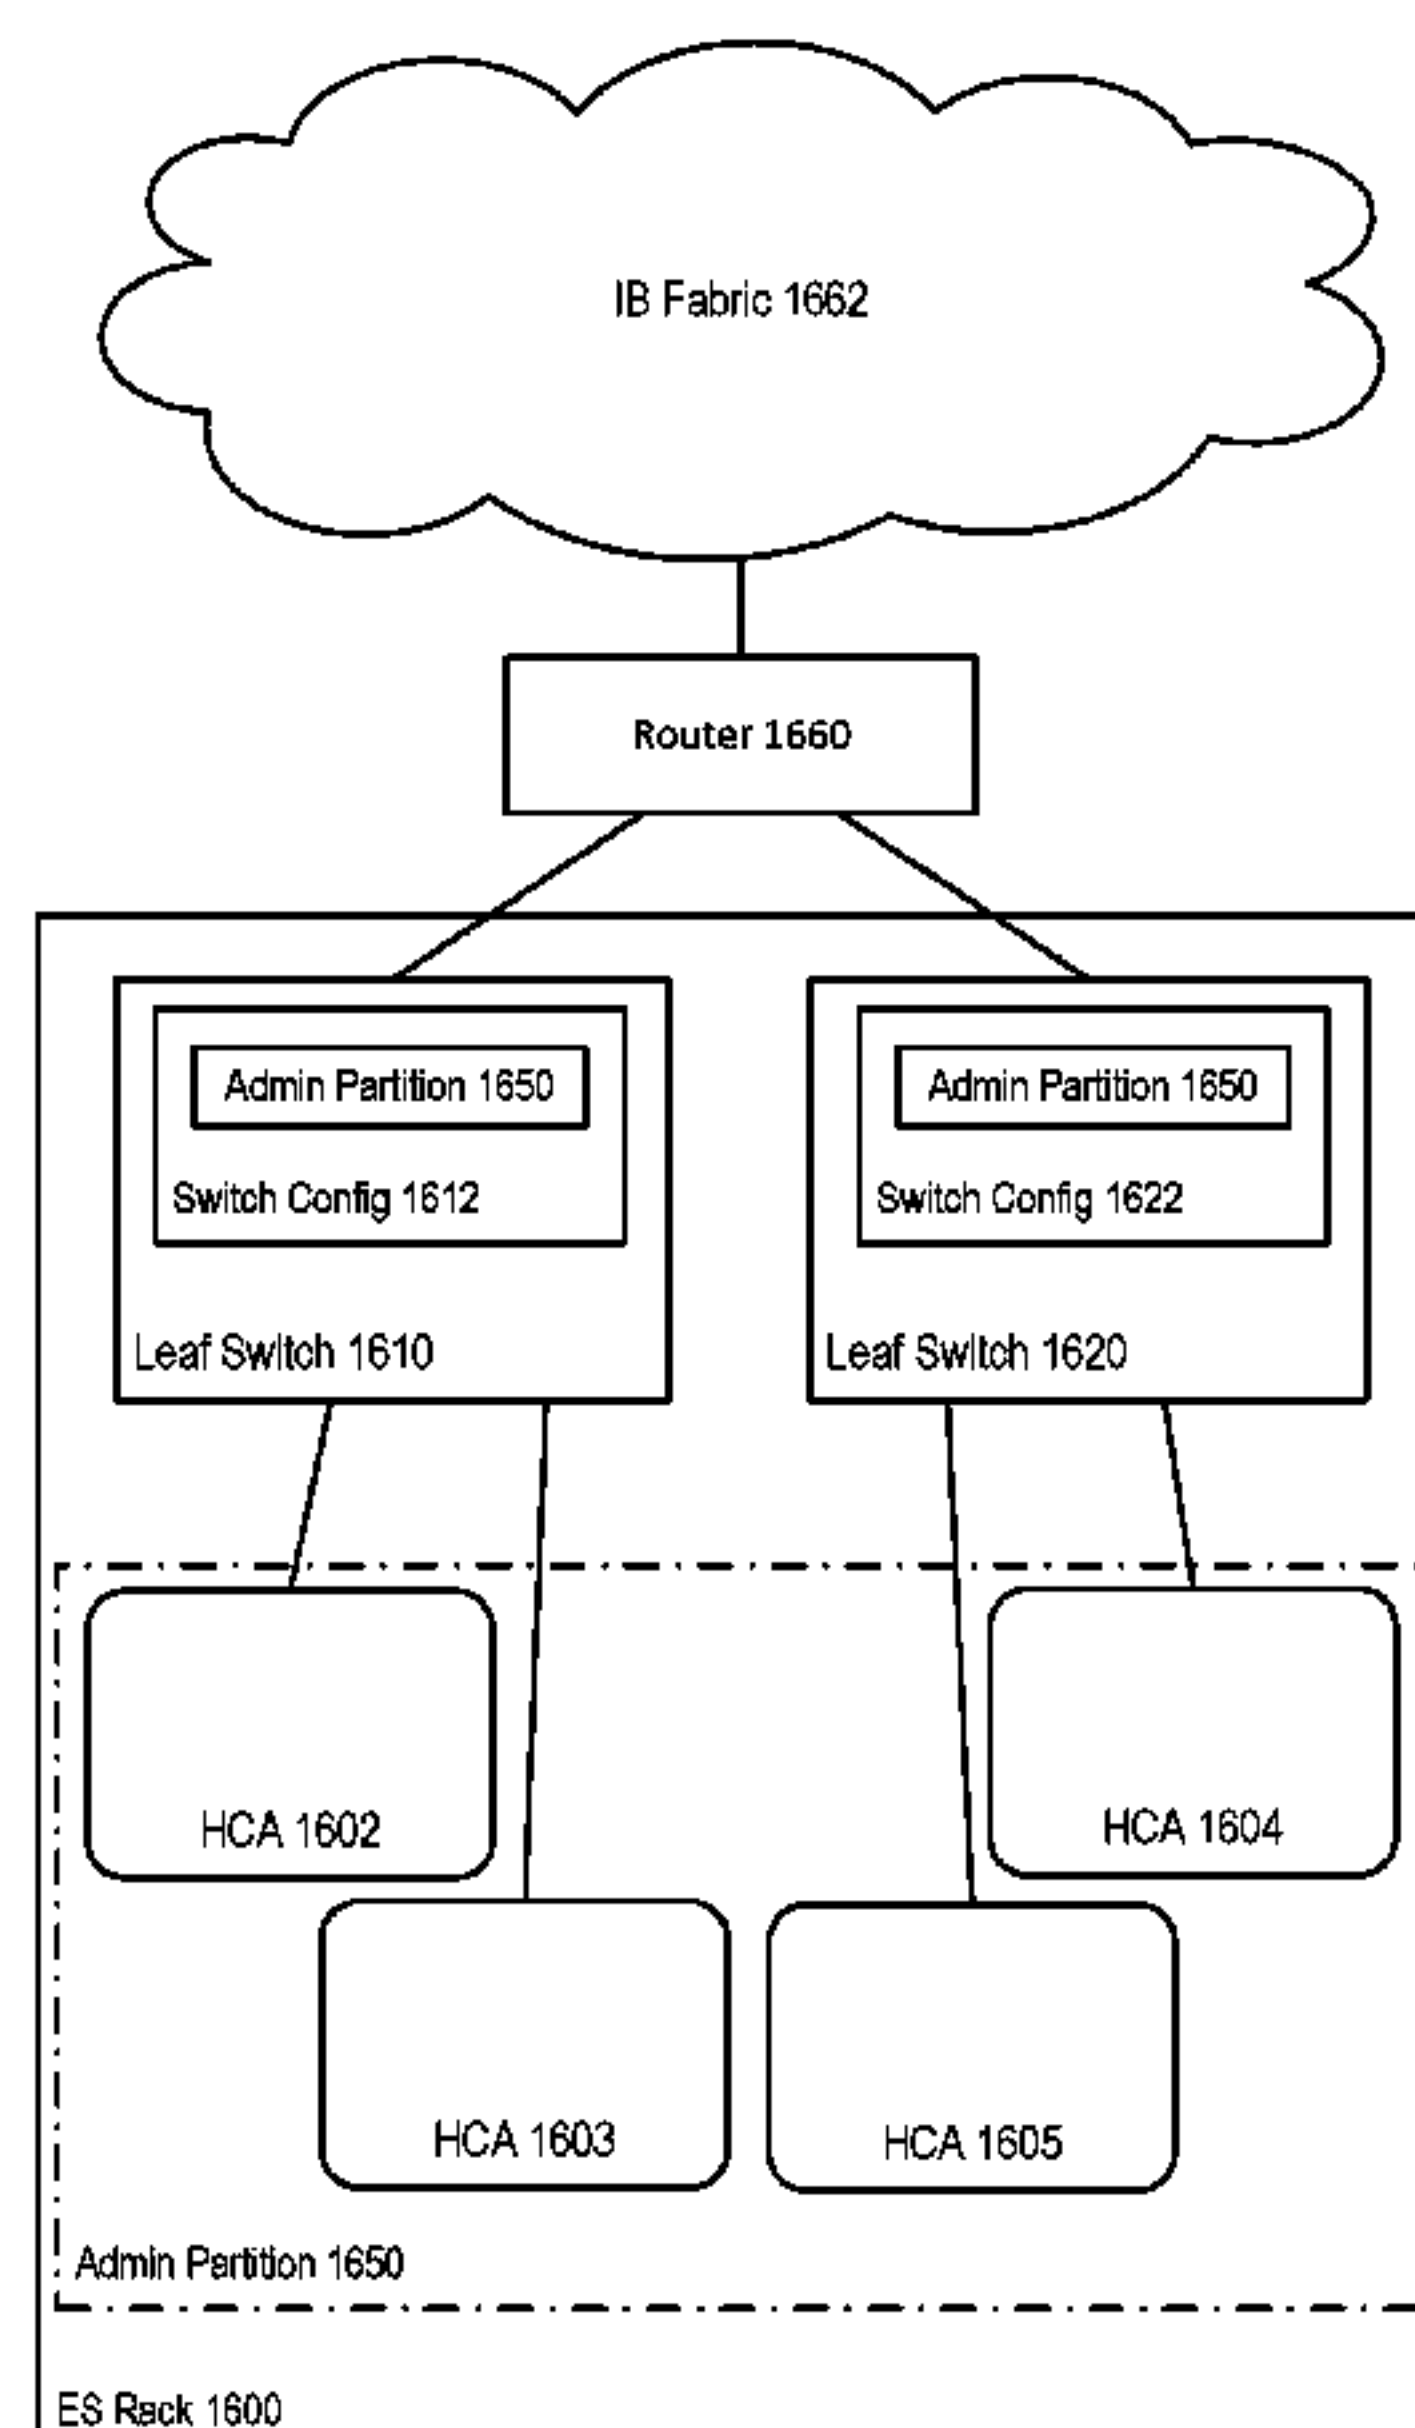 IB Fabric 1662
Router 1660
Admin Partition 1650
Switch Config 1612
Leaf Switch 1610
Admin Partition 1650
Switch Config 1622
Leaf Switch 1620
HCA 1602
HCA 1604
HCA 1603
HCA 1605
Admin Partition 1650
ES Rack 1600